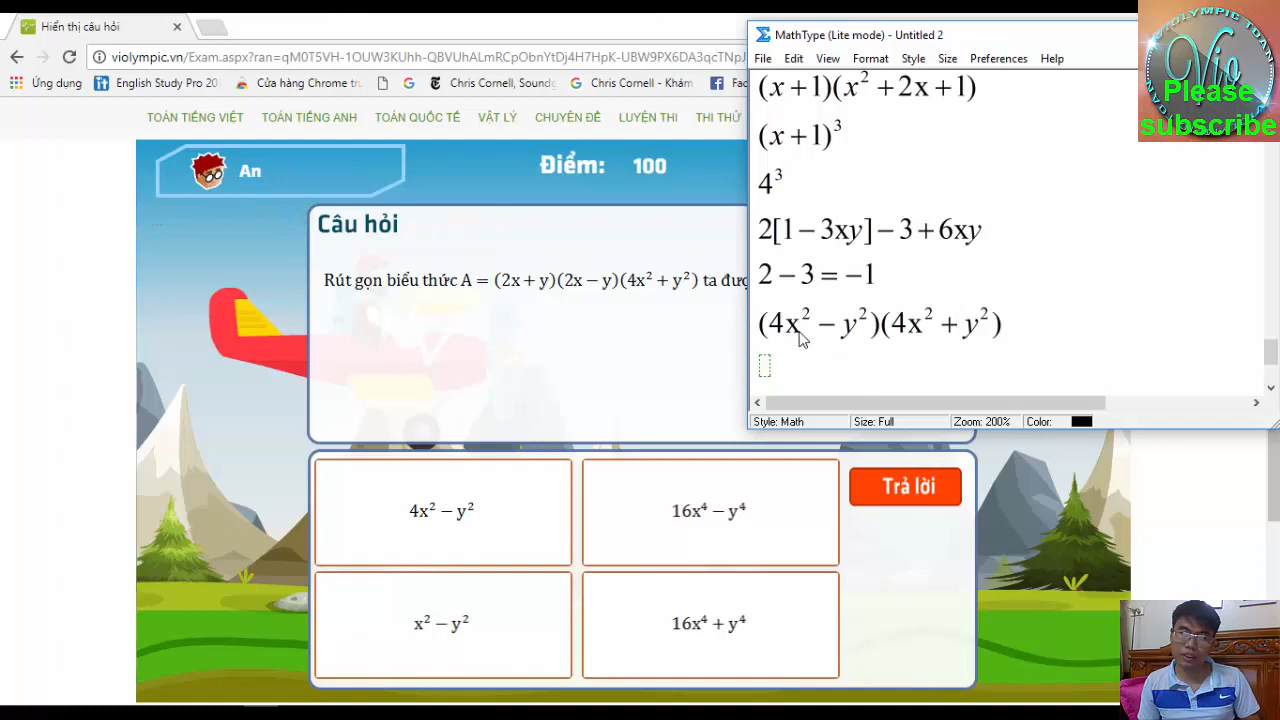 Hiển thị câu hỏi
violympic.vn/Exam.aspx?ran=qM0T5VH-1OUW3KUhh-QBVUhALmRCpObnYtDj4H7HpK-UBW9PX6DA3qcTNpJ
Ứng dụng
English Study Pro 20
Cửa hàng Chrome
Chris Cornell, Sound
Chris Cornell - Khám
TOÁN TIẾNG VIỆT
TOÁN TIẾNG ANH
TOÁN QUỐC TẾ
VẬT LÝ
CHUYÊN ĐỀ
LUYỆN THI
THI THỬ
An
Điểm: 100
Câu hỏi
Rút gọn biểu thức A = (2x + y)(2x − y)(4x² + y²) ta đượ
4x² − y²
16x⁴ − y⁴
x² − y²
16x⁴ + y⁴
Trả lời
MathType (Lite mode) - Untitled 2
File Edit View Format Style Size Preferences Help
(x + 1)(x² + 2x + 1)
(x + 1)³
4³
2[1 − 3xy] − 3 + 6xy
2 − 3 = −1
(4x² − y²)(4x² + y²)
Style: Math
Size: Full
Zoom: 200%
Color:
Vio
Please
subscribe